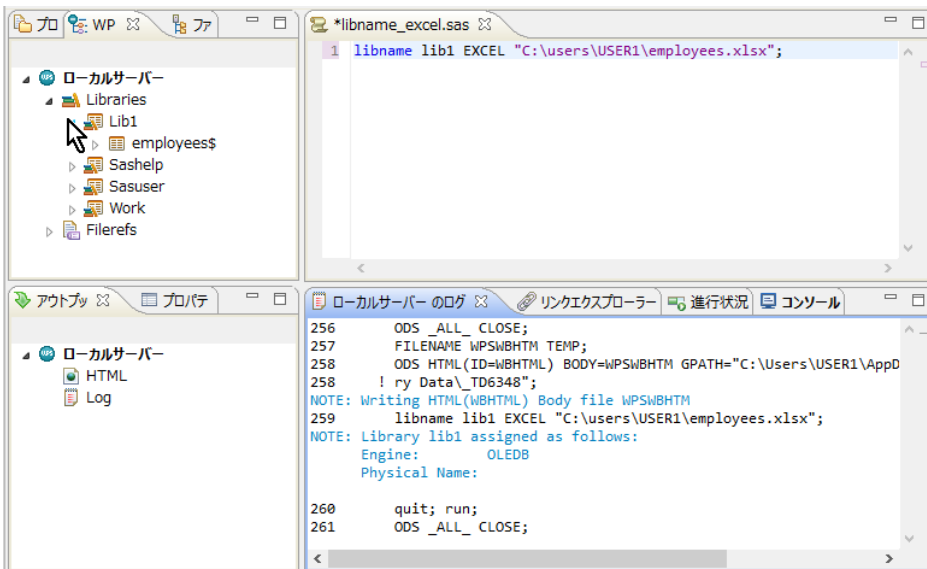 プロ WP ファ
ローカルサーバー
Libraries
Lib1
employees$
Sashelp
Sasuser
Work
Filerefs
*libname_excel.sas
1 libname lib1 EXCEL "C:\users\USER1\employees.xlsx";
アウトプッ プロパテ
ローカルサーバー
HTML
Log
ローカルサーバー のログ リンクエクスプローラー 進行状況 コンソール
256 ODS _ALL_ CLOSE;
257 FILENAME WPSWBHTM TEMP;
258 ODS HTML(ID=WBHTML) BODY=WPSWBHTM GPATH="C:\Users\USER1\AppD
258 ! ry Data\_TD6348";
NOTE: Writing HTML(WBHTML) Body file WPSWBHTM
259 libname lib1 EXCEL "C:\users\USER1\employees.xlsx";
NOTE: Library lib1 assigned as follows:
Engine: OLEDB
Physical Name:
260 quit; run;
261 ODS _ALL_ CLOSE;